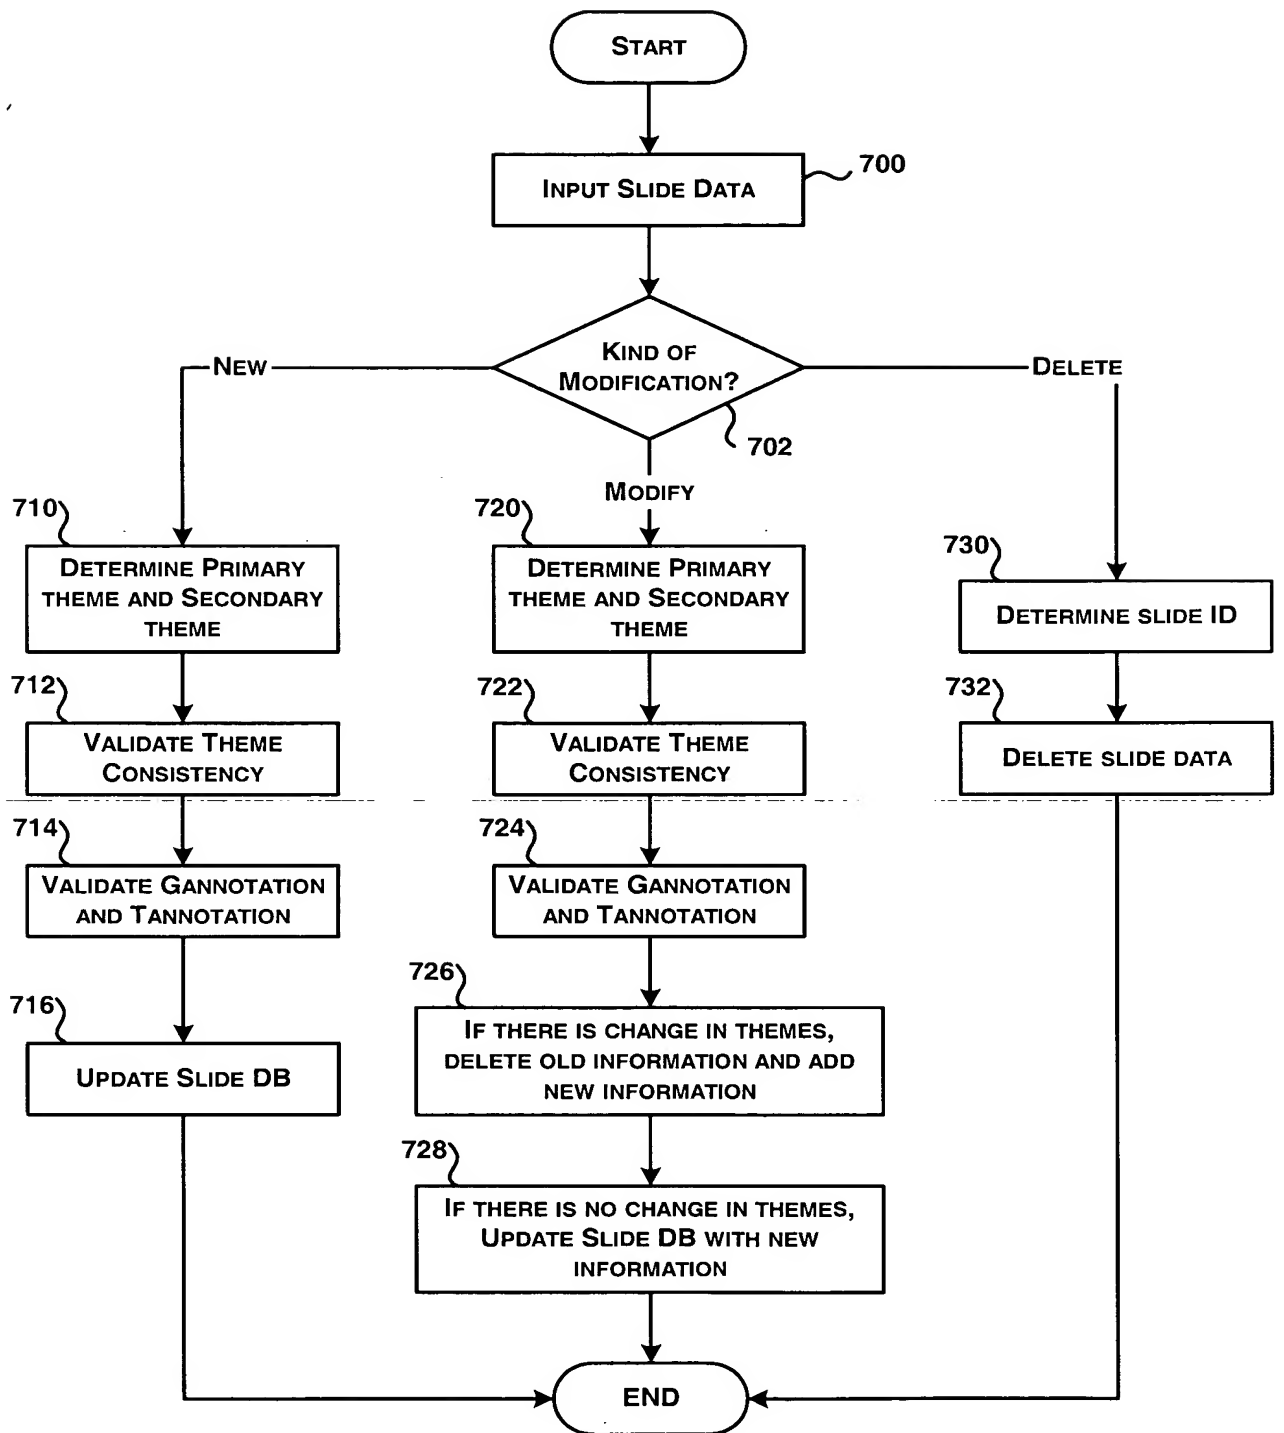 START
INPUT SLIDE DATA
700
KIND OF
MODIFICATION?
702
NEW
MODIFY
DELETE
710
DETERMINE PRIMARY
THEME AND SECONDARY
THEME
712
VALIDATE THEME
CONSISTENCY
714
VALIDATE GANNOTATION
AND TANNOTATION
716
UPDATE SLIDE DB
720
DETERMINE PRIMARY
THEME AND SECONDARY
THEME
722
VALIDATE THEME
CONSISTENCY
724
VALIDATE GANNOTATION
AND TANNOTATION
726
IF THERE IS CHANGE IN THEMES,
DELETE OLD INFORMATION AND ADD
NEW INFORMATION
728
IF THERE IS NO CHANGE IN THEMES,
UPDATE SLIDE DB WITH NEW
INFORMATION
730
DETERMINE SLIDE ID
732
DELETE SLIDE DATA
END